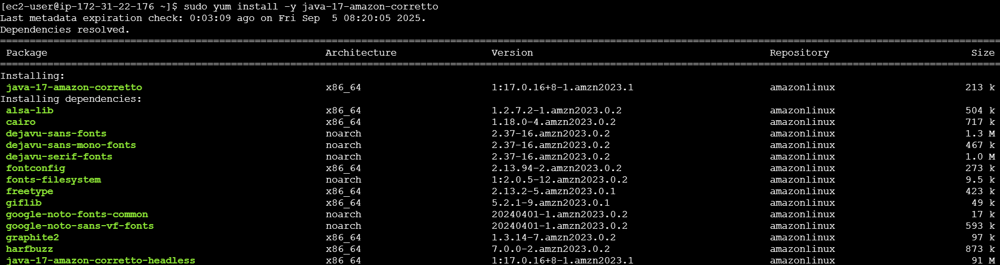 [ec2-user@ip-172-31-22-176 ~]$ sudo yum install -y java-17-amazon-corretto
Last metadata expiration check: 0:03:09 ago on Fri Sep  5 08:20:05 2025.
Dependencies resolved.
Package Architecture Version Repository Size
Installing:
java-17-amazon-corretto x86_64 1:17.0.16+8-1.amzn2023.1 amazonlinux 213 k
Installing dependencies:
alsa-lib x86_64 1.2.7.2-1.amzn2023.0.2 amazonlinux 504 k
cairo x86_64 1.18.0-4.amzn2023.0.2 amazonlinux 717 k
dejavu-sans-fonts noarch 2.37-16.amzn2023.0.2 amazonlinux 1.3 M
dejavu-sans-mono-fonts noarch 2.37-16.amzn2023.0.2 amazonlinux 467 k
dejavu-serif-fonts noarch 2.37-16.amzn2023.0.2 amazonlinux 1.0 M
fontconfig x86_64 2.13.94-2.amzn2023.0.2 amazonlinux 273 k
fonts-filesystem noarch 1:2.0.5-12.amzn2023.0.2 amazonlinux 9.5 k
freetype x86_64 2.13.2-5.amzn2023.0.1 amazonlinux 423 k
giflib x86_64 5.2.1-9.amzn2023.0.1 amazonlinux 49 k
google-noto-fonts-common noarch 20240401-1.amzn2023.0.2 amazonlinux 17 k
google-noto-sans-vf-fonts noarch 20240401-1.amzn2023.0.2 amazonlinux 593 k
graphite2 x86_64 1.3.14-7.amzn2023.0.2 amazonlinux 97 k
harfbuzz x86_64 7.0.0-2.amzn2023.0.2 amazonlinux 873 k
java-17-amazon-corretto-headless x86_64 1:17.0.16+8-1.amzn2023.1 amazonlinux 91 M